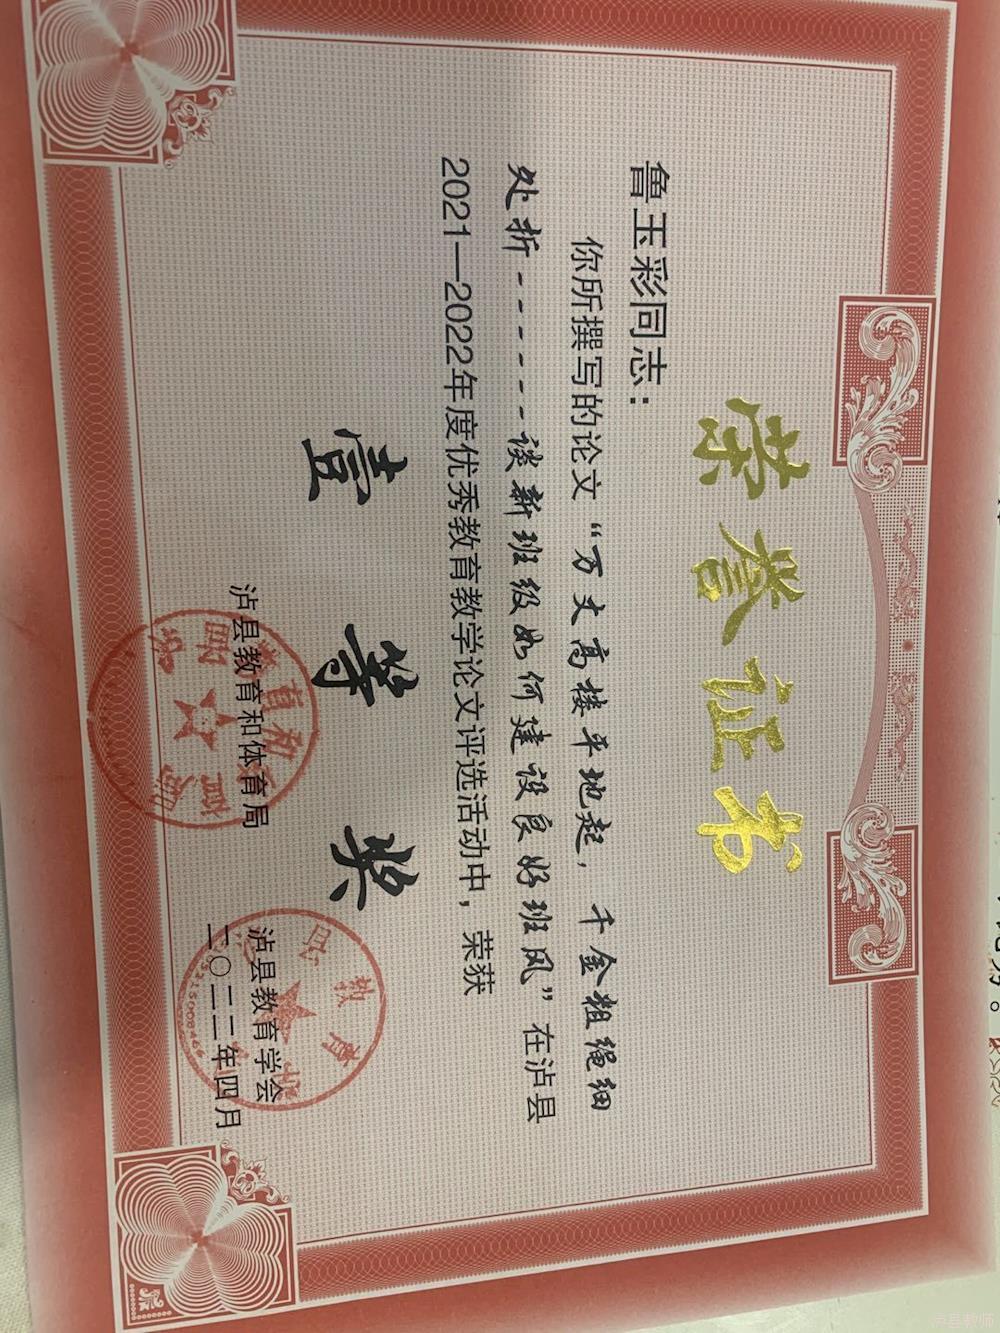 荣誉证书
鲁玉彩同志：
你所撰写的论文“万丈高楼平地起，千金粗绳细
处折------谈新班级如何建设良好班风”在泸县
2021—2022年度优秀教育教学论文评选活动中，荣获
壹等奖
泸县教育和体育局
泸县教育学会
二〇二二年四月